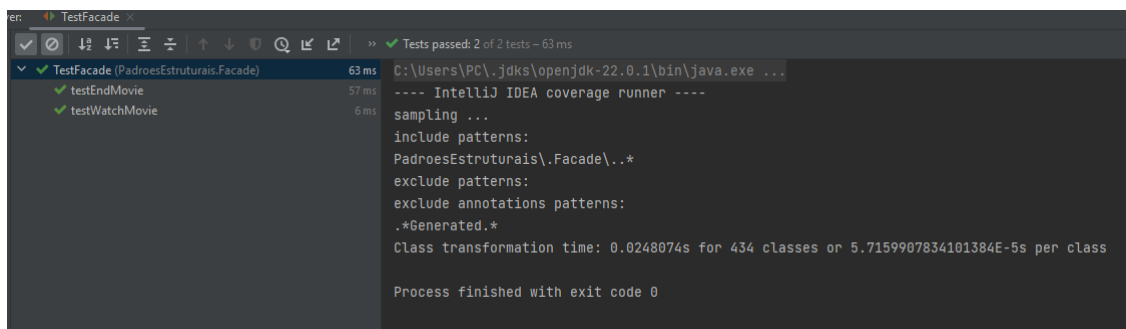 ver: TestFacade ×
» Tests passed: 2 of 2 tests – 63 ms
TestFacade (PadroesEstruturais.Facade) 63 ms
testEndMovie 57 ms
testWatchMovie 6 ms
C:\Users\PC\.jdks\openjdk-22.0.1\bin\java.exe ...
---- IntelliJ IDEA coverage runner ----
sampling ...
include patterns:
PadroesEstruturais\.Facade\..*
exclude patterns:
exclude annotations patterns:
.*Generated.*
Class transformation time: 0.0248074s for 434 classes or 5.7159907834101384E-5s per class
Process finished with exit code 0